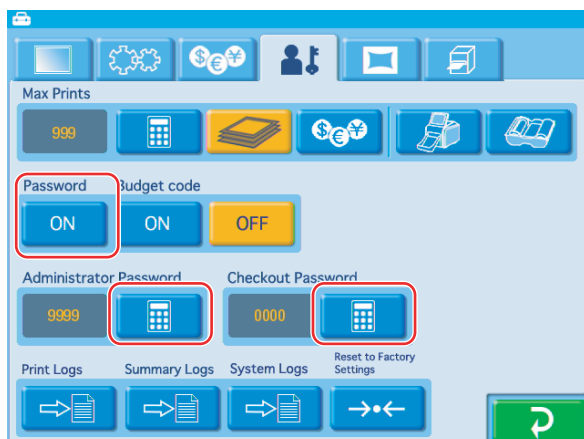 $ € ¥
Max Prints
999
$ € ¥
Password Budget code
ON ON OFF
Administrator Password Checkout Password
9999 0000
Print Logs Summary Logs System Logs Reset to Factory
Settings